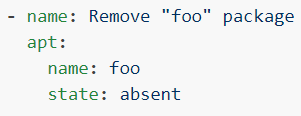 - name: Remove "foo" package
  apt:
    name: foo
    state: absent